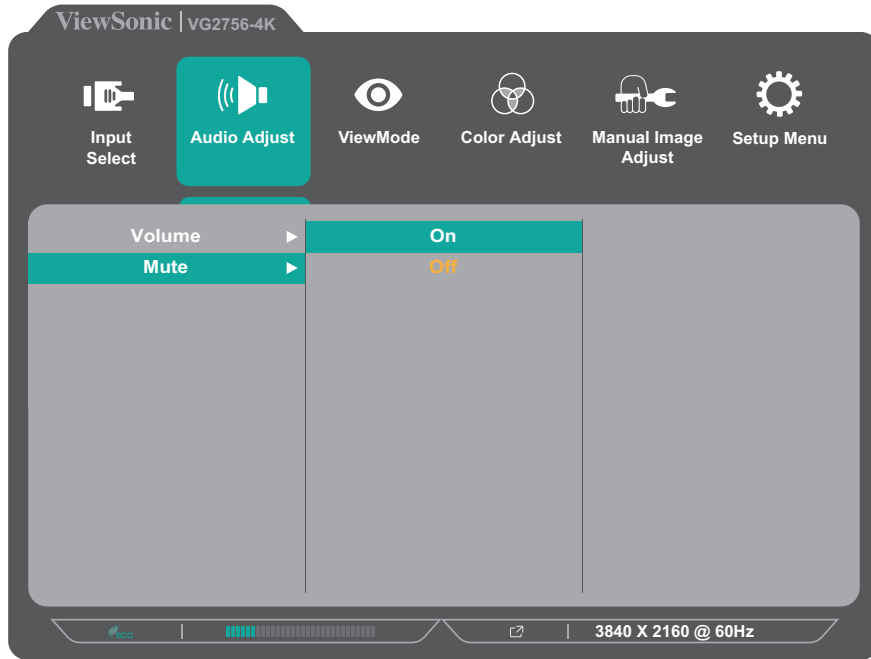 ViewSonic | VG2756-4K
Input
Select
Audio Adjust
ViewMode
Color Adjust
Manual Image
Adjust
Setup Menu
Volume
On
Mute
Off
eco
3840 X 2160 @ 60Hz